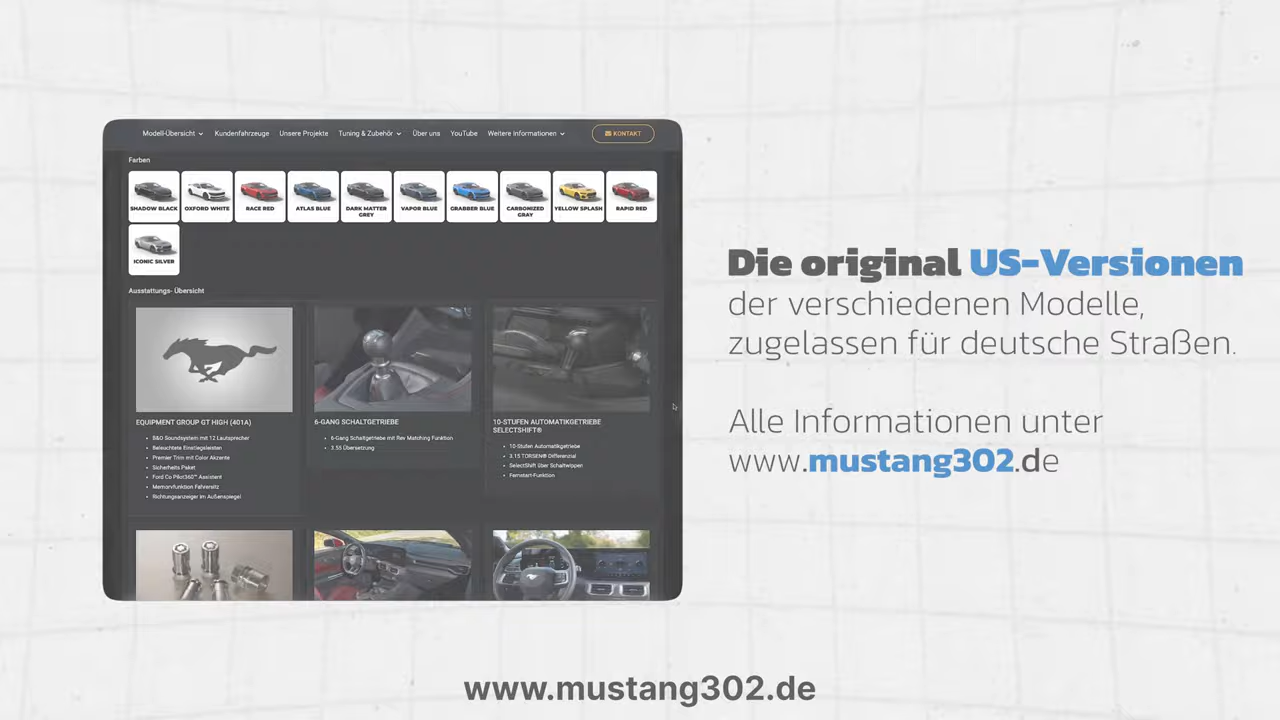 Modell-Übersicht
Kundenfahrzeuge
Unsere Projekte
Tuning & Zubehör
Über uns
YouTube
Weitere Informationen
KONTAKT
Farben
SHADOW BLACK
OXFORD WHITE
RACE RED
ATLAS BLUE
DARK MATTER
GREY
VAPOR BLUE
GRABBER BLUE
CARBONIZED
GRAY
YELLOW SPLASH
RAPID RED
ICONIC SILVER
Ausstattungs- Übersicht
EQUIPMENT GROUP GT HIGH (401A)
B&O Soundsystem mit 12 Lautsprecher
Beleuchtete Einstiegsleisten
Premier Trim mit Color Akzente
Sicherheits Paket
Ford Co Pilot360™ Assistent
Memoryfunktion Fahrersitz
Richtungsanzeiger im Außenspiegel
6-GANG SCHALTGETRIEBE
6-Gang Schaltgetriebe mit Rev Matching Funktion
3.55 Übersetzung
10-STUFEN AUTOMATIKGETRIEBE
SELECTSHIFT®
10-Stufen Automatikgetriebe
3.15 TORSEN® Differenzial
SelectShift über Schaltwippen
Fernstart-Funktion
Die original US-Versionen
der verschiedenen Modelle,
zugelassen für deutsche Straßen.
Alle Informationen unter
www.mustang302.de
www.mustang302.de